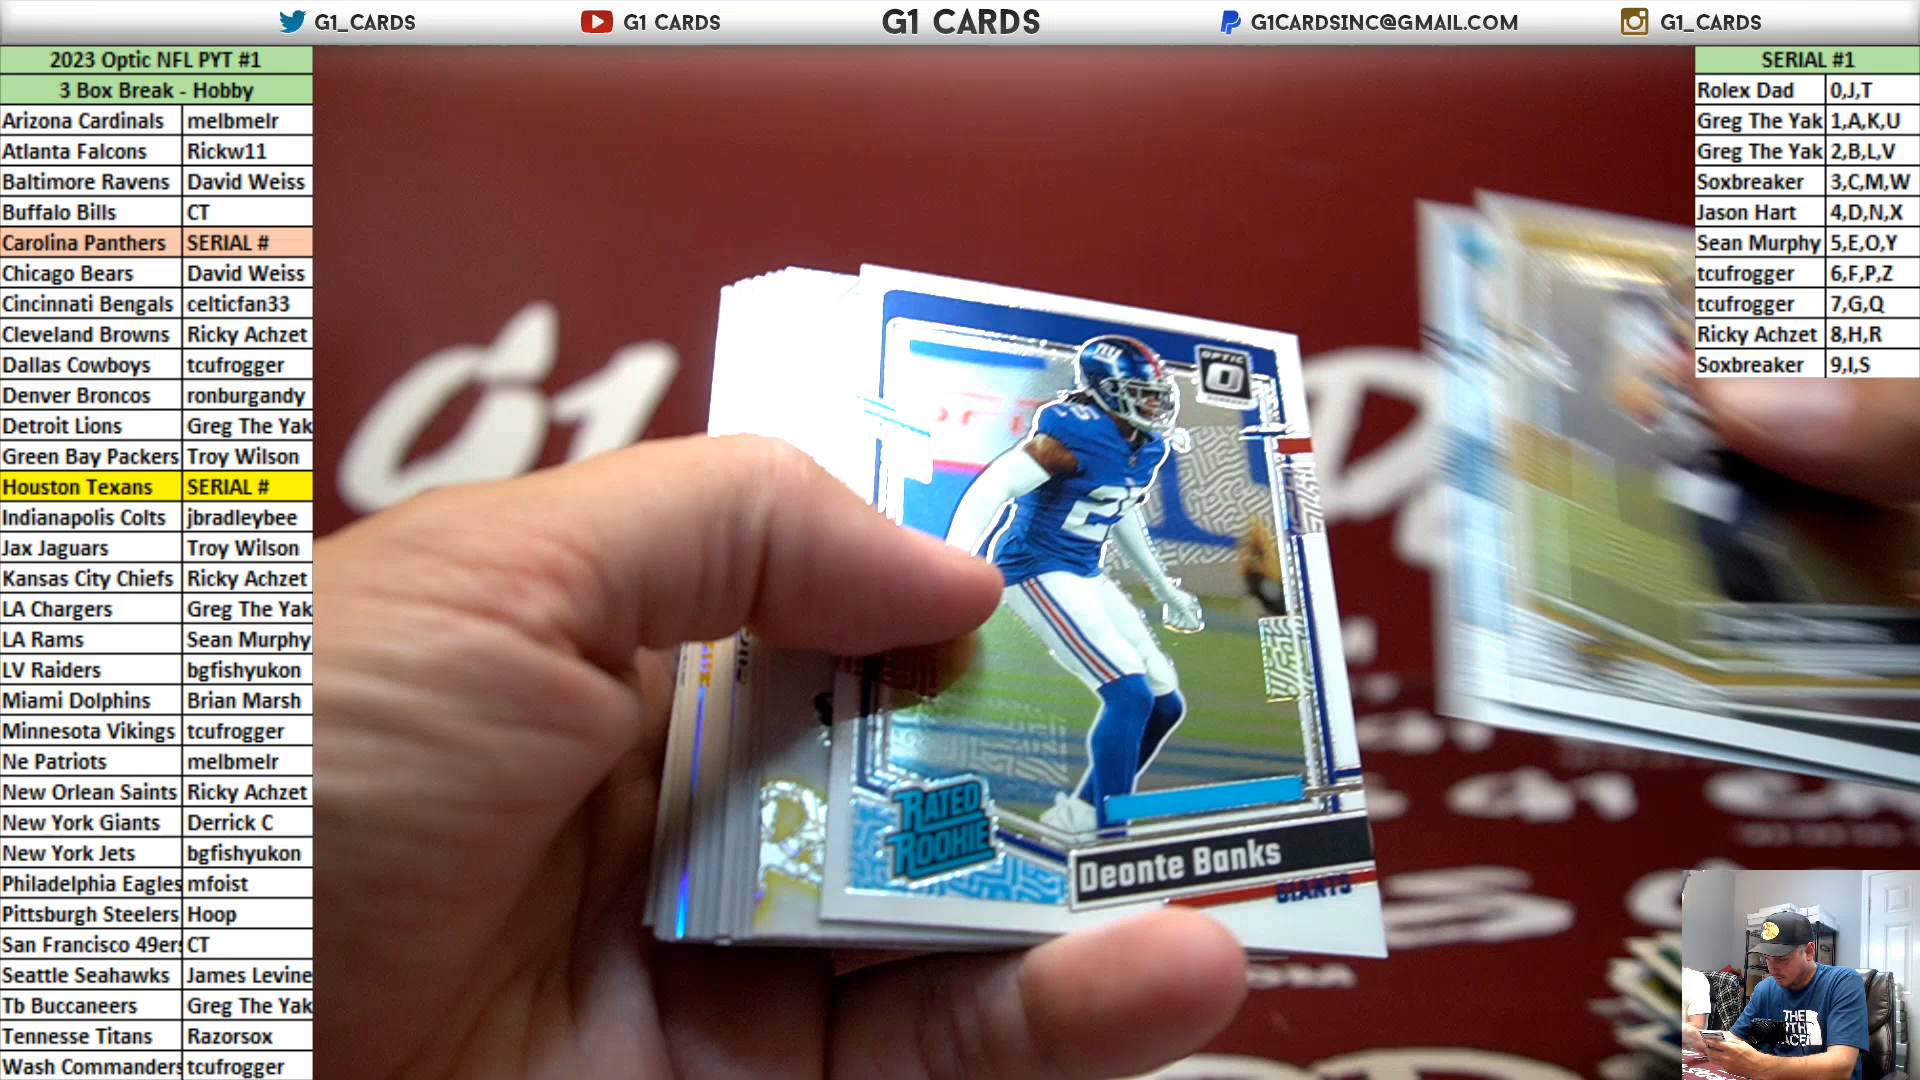 G1_CARDS G1 CARDS G1 CARDS G1CARDSINC@GMAIL.COM G1_CARDS
2023 Optic NFL PYT #1
3 Box Break - Hobby
Arizona Cardinals melbmelr
Atlanta Falcons Rickw11
Baltimore Ravens David Weiss
Buffalo Bills CT
Carolina Panthers SERIAL #
Chicago Bears David Weiss
Cincinnati Bengals celticfan33
Cleveland Browns Ricky Achzet
Dallas Cowboys tcufrogger
Denver Broncos ronburgandy
Detroit Lions Greg The Yak
Green Bay Packers Troy Wilson
Houston Texans SERIAL #
Indianapolis Colts jbradleybee
Jax Jaguars Troy Wilson
Kansas City Chiefs Ricky Achzet
LA Chargers Greg The Yak
LA Rams Sean Murphy
LV Raiders bgfishyukon
Miami Dolphins Brian Marsh
Minnesota Vikings tcufrogger
Ne Patriots melbmelr
New Orlean Saints Ricky Achzet
New York Giants Derrick C
New York Jets bgfishyukon
Philadelphia Eagles mfoist
Pittsburgh Steelers Hoop
San Francisco 49ers CT
Seattle Seahawks James Levine
Tb Buccaneers Greg The Yak
Tennesse Titans Razorsox
Wash Commanders tcufrogger
SERIAL #1
Rolex Dad 0,J,T
Greg The Yak 1,A,K,U
Greg The Yak 2,B,L,V
Soxbreaker 3,C,M,W
Jason Hart 4,D,N,X
Sean Murphy 5,E,O,Y
tcufrogger 6,F,P,Z
tcufrogger 7,G,Q
Ricky Achzet 8,H,R
Soxbreaker 9,I,S
G1
OPTIC
NY
RATED
ROOKIE
Deonte Banks
GIANTS
THE